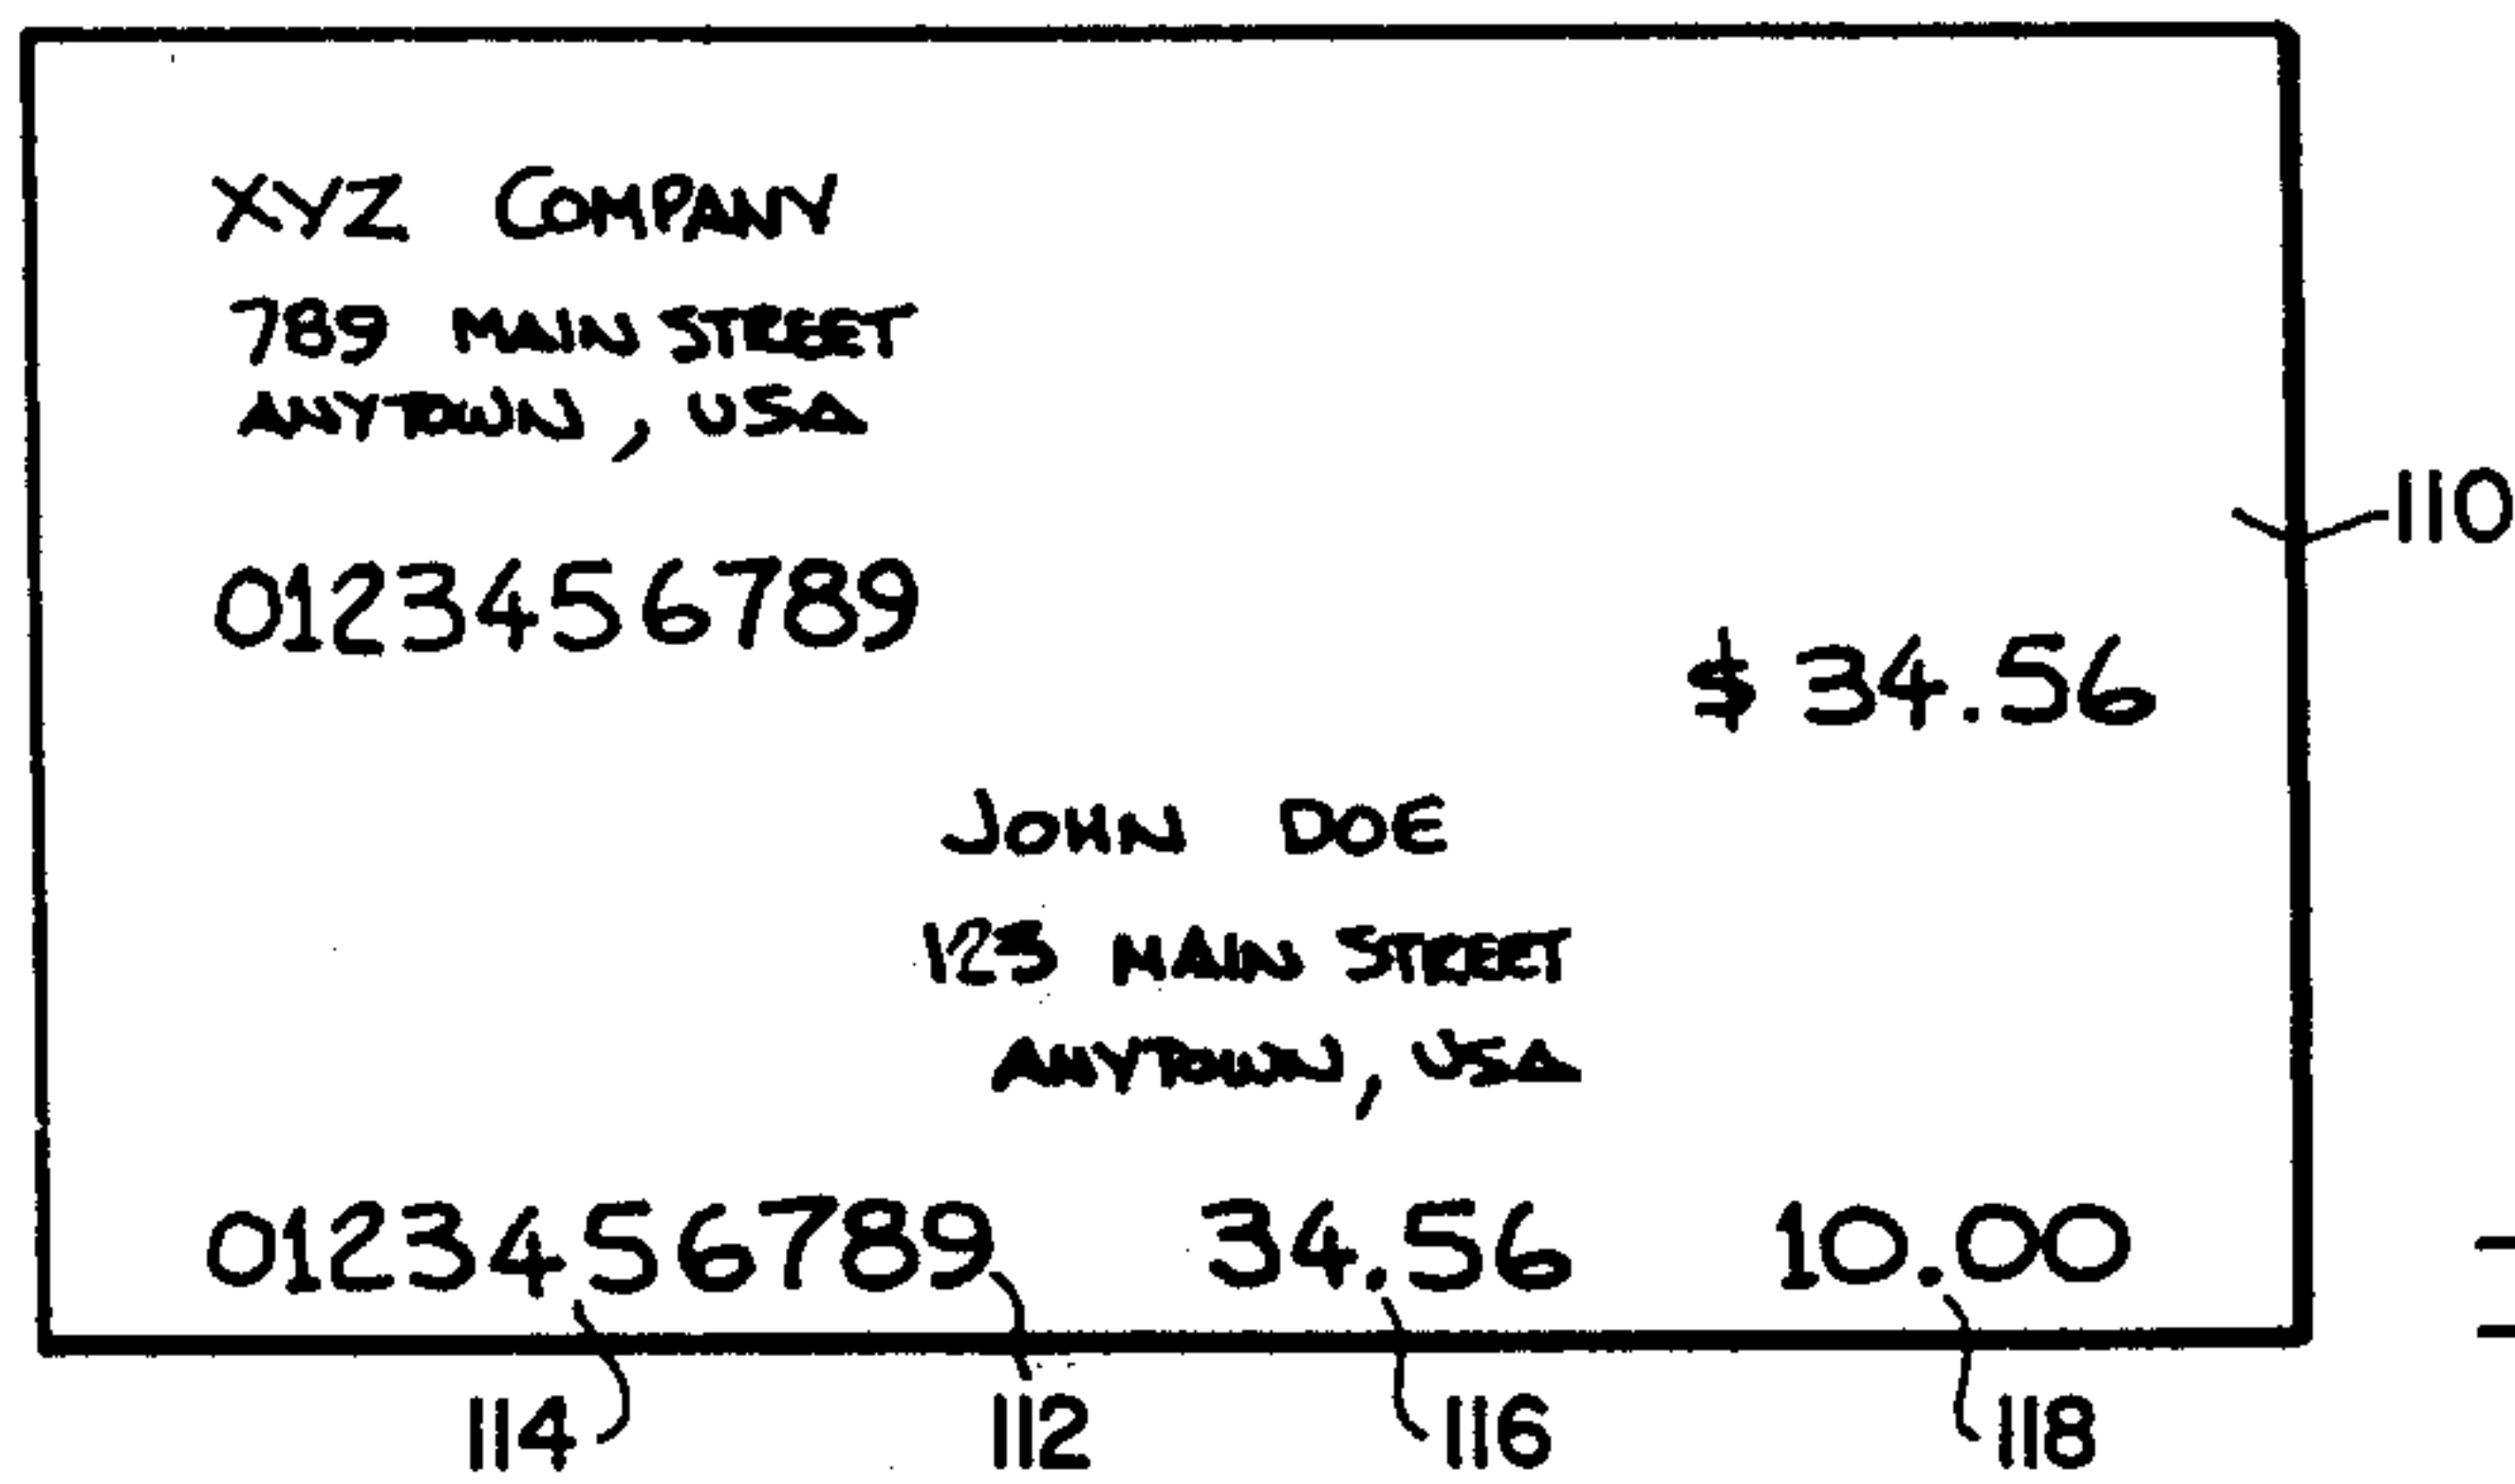 XYZ COMPANY
789 MAIN STREET
ANYTOWN, USA
110
0123456789
$ 34.56
JOHN DOE
123 MAIN STREET
ANYTOWN, USA
0123456789 34.56 10.00
114 112 116 118